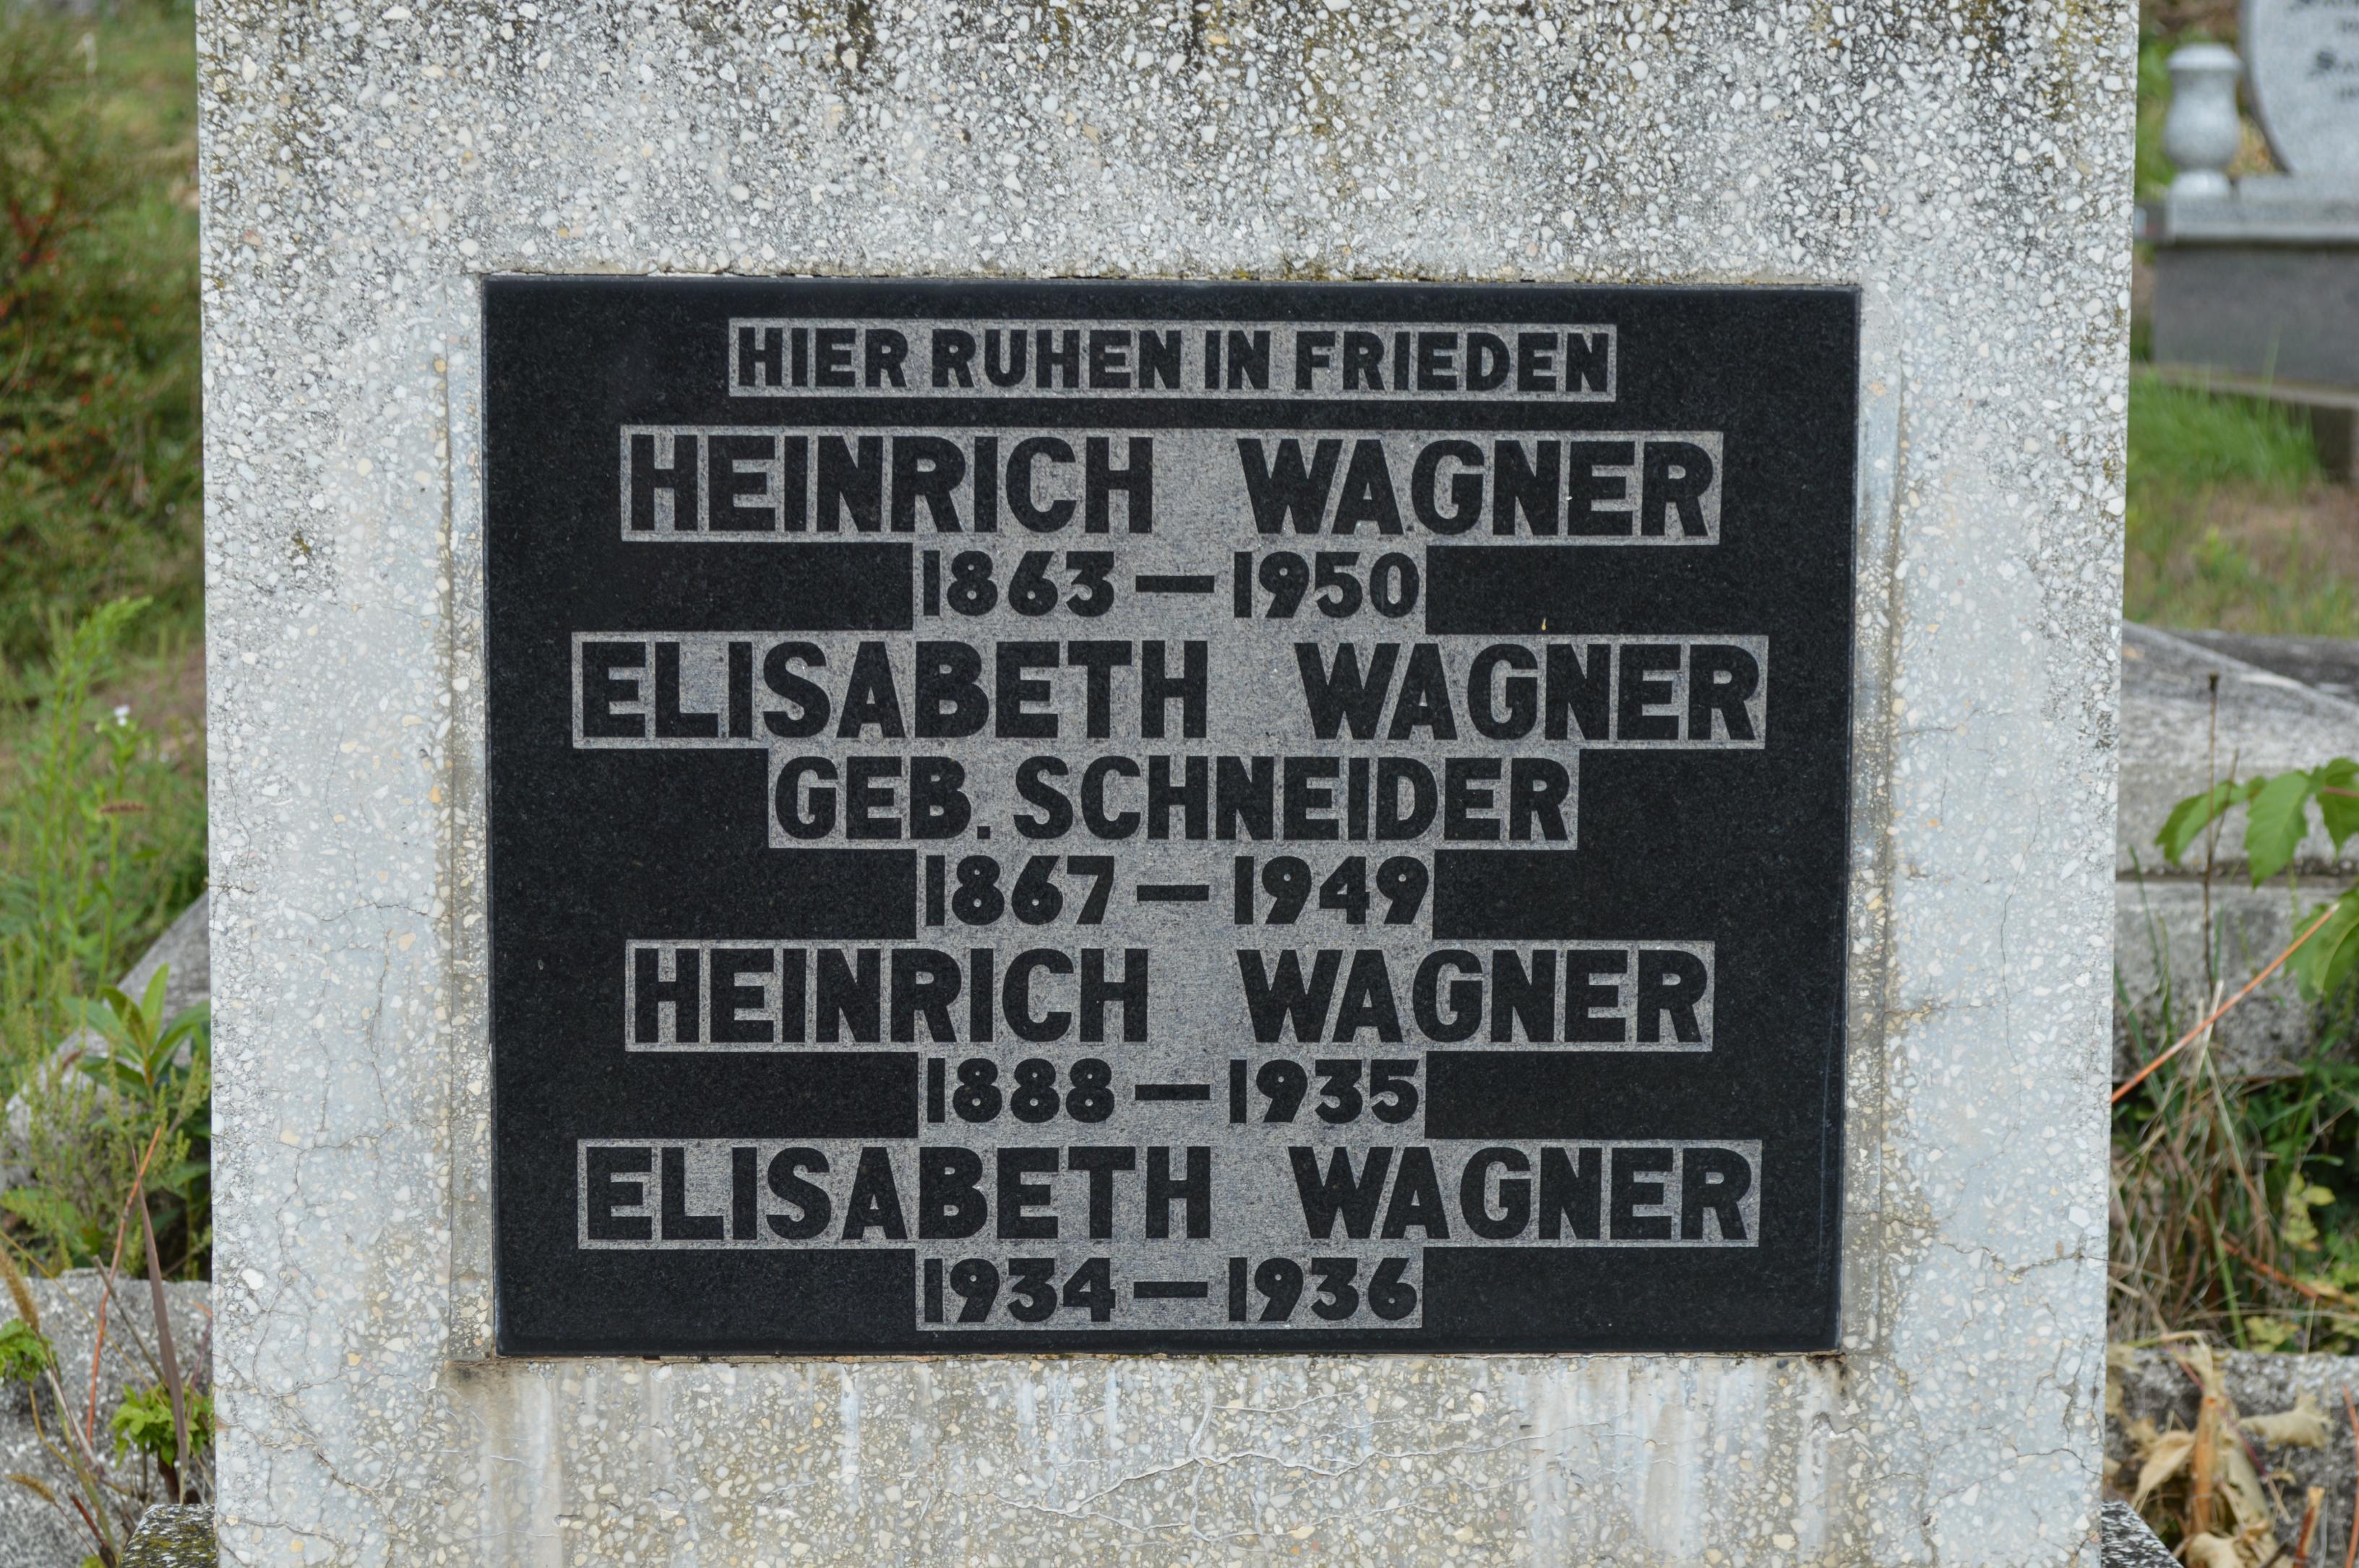 HIER RUHEN IN FRIEDEN
HEINRICH WAGNER
1863 — 1950
ELISABETH WAGNER
GEB. SCHNEIDER
1867 — 1949
HEINRICH WAGNER
1888 — 1935
ELISABETH WAGNER
1934 — 1936